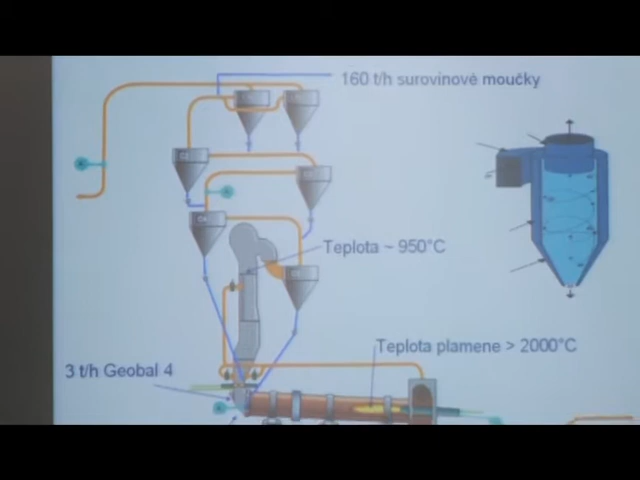 160 t/h surovinové moučky
Teplota ~ 950°C
Teplota plamene > 2000°C
3 t/h Geobal 4